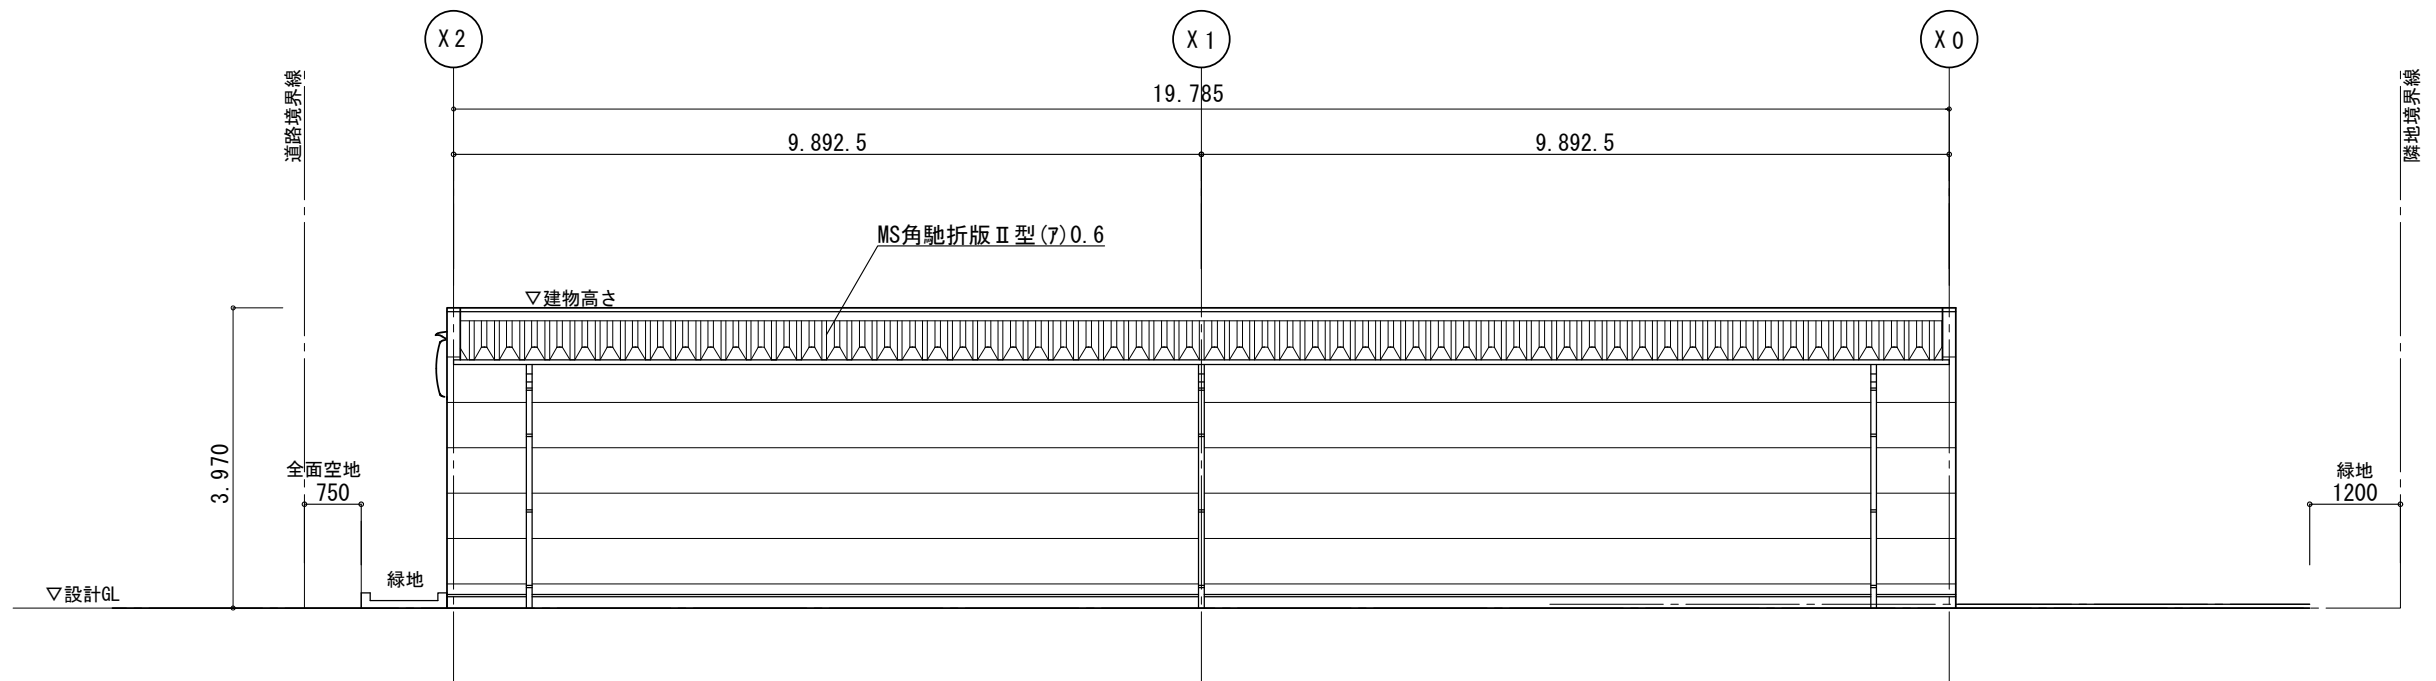 X2
X1
X0
道路境界線
隣地境界線
19.785
9.892.5
9.892.5
MS角馳折版Ⅱ型(ｱ)0.6
▽建物高さ
3.970
全面空地
750
緑地
1200
緑地
▽設計GL